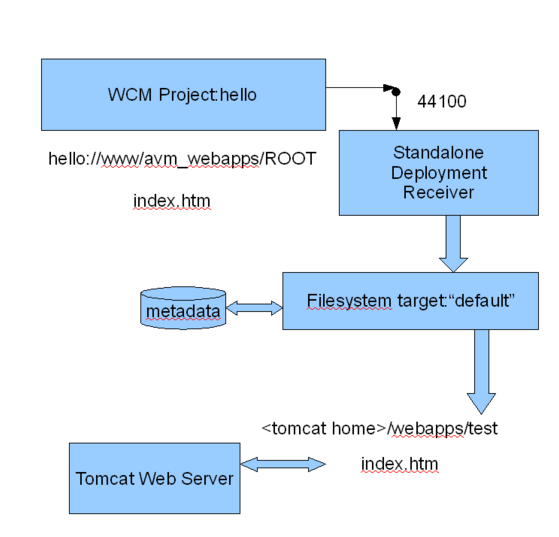 WCM Project:hello
44100
hello://www/avm_webapps/ROOT
index.htm
Standalone
Deployment
Receiver
Filesystem target:“default”
metadata
<tomcat home>/webapps/test
index.htm
Tomcat Web Server